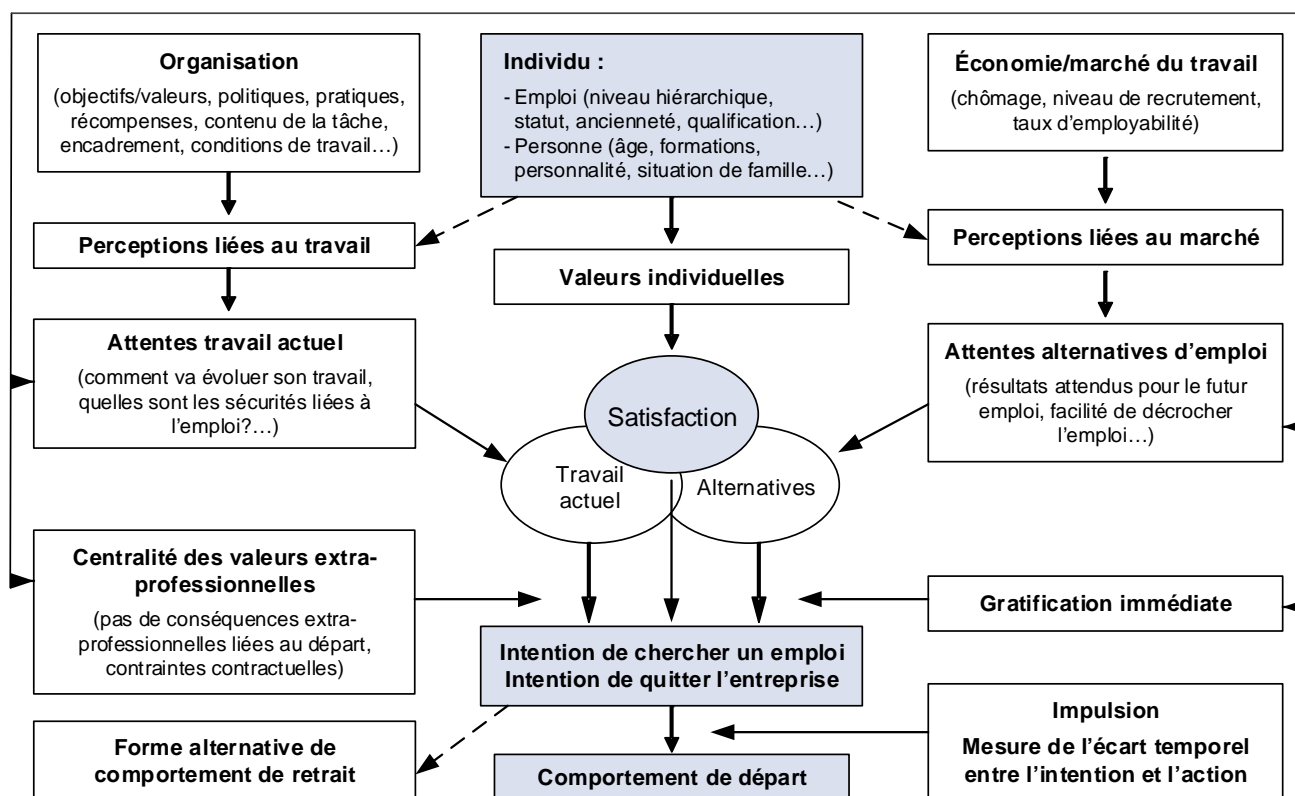 Organisation
(objectifs/valeurs, politiques, pratiques,
récompenses, contenu de la tâche,
encadrement, conditions de travail…)
Individu :
- Emploi (niveau hiérarchique,
statut, ancienneté, qualification…)
- Personne (âge, formations,
personnalité, situation de famille…)
Économie/marché du travail
(chômage, niveau de recrutement,
taux d’employabilité)
Perceptions liées au travail
Valeurs individuelles
Perceptions liées au marché
Attentes travail actuel
(comment va évoluer son travail,
quelles sont les sécurités liées à
l’emploi?…)
Satisfaction
Travail
actuel
Alternatives
Attentes alternatives d’emploi
(résultats attendus pour le futur
emploi, facilité de décrocher
l’emploi…)
Centralité des valeurs extra-
professionnelles
(pas de conséquences extra-
professionnelles liées au départ,
contraintes contractuelles)
Gratification immédiate
Intention de chercher un emploi
Intention de quitter l’entreprise
Forme alternative de
comportement de retrait
Comportement de départ
Impulsion
Mesure de l’écart temporel
entre l’intention et l’action